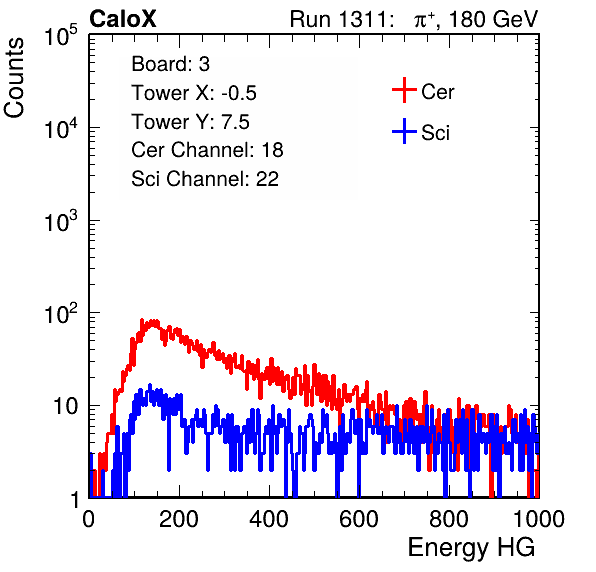 CaloX Run 1311: π⁺, 180 GeV
Counts
Board: 3
Tower X: -0.5
Tower Y: 7.5
Cer Channel: 18
Sci Channel: 22
Cer
Sci
10⁵
10⁴
10³
10²
10
1
0 200 400 600 800 1000
Energy HG